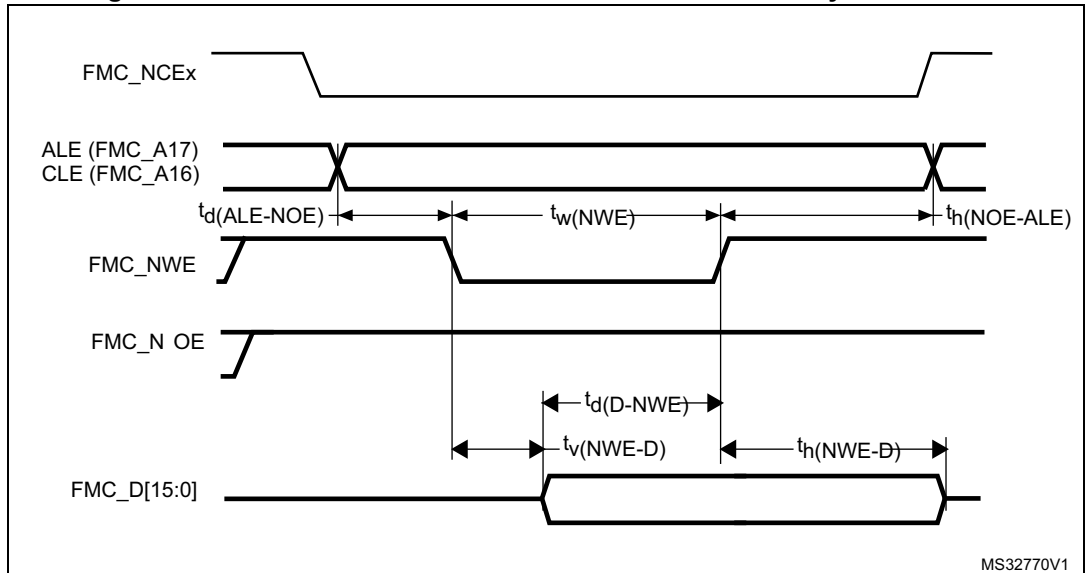 FMC_NCEx
ALE (FMC_A17)
CLE (FMC_A16)
td(ALE-NOE) tw(NWE) th(NOE-ALE)
FMC_NWE
FMC_N OE
td(D-NWE)
tv(NWE-D) th(NWE-D)
FMC_D[15:0]
MS32770V1